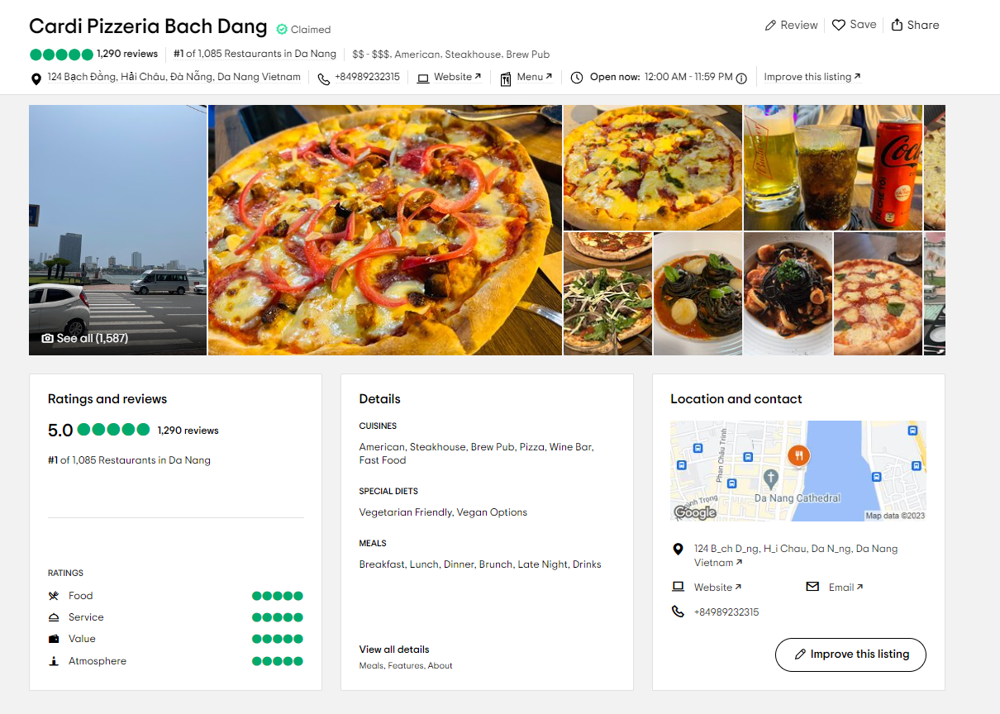 Cardi Pizzeria Bach Dang Claimed
Review Save Share
1,290 reviews #1 of 1,085 Restaurants in Da Nang $$ - $$$, American, Steakhouse, Brew Pub
124 Bạch Đằng, Hải Châu, Đà Nẵng, Da Nang Vietnam +84989232315 Website Menu Open now: 12:00 AM - 11:59 PM Improve this listing
See all (1,587)
Budweiser
Coca
Ratings and reviews
5.0 1,290 reviews
#1 of 1,085 Restaurants in Da Nang
RATINGS
Food
Service
Value
Atmosphere
Details
CUISINES
American, Steakhouse, Brew Pub, Pizza, Wine Bar,
Fast Food
SPECIAL DIETS
Vegetarian Friendly, Vegan Options
MEALS
Breakfast, Lunch, Dinner, Brunch, Late Night, Drinks
View all details
Meals, Features, About
Location and contact
Phan Châu Trinh
Da Nang Cathedral
Google
Map data ©2023
124 B_ch D_ng, H_i Chau, Da N_ng, Da Nang
Vietnam
Website Email
+84989232315
Improve this listing